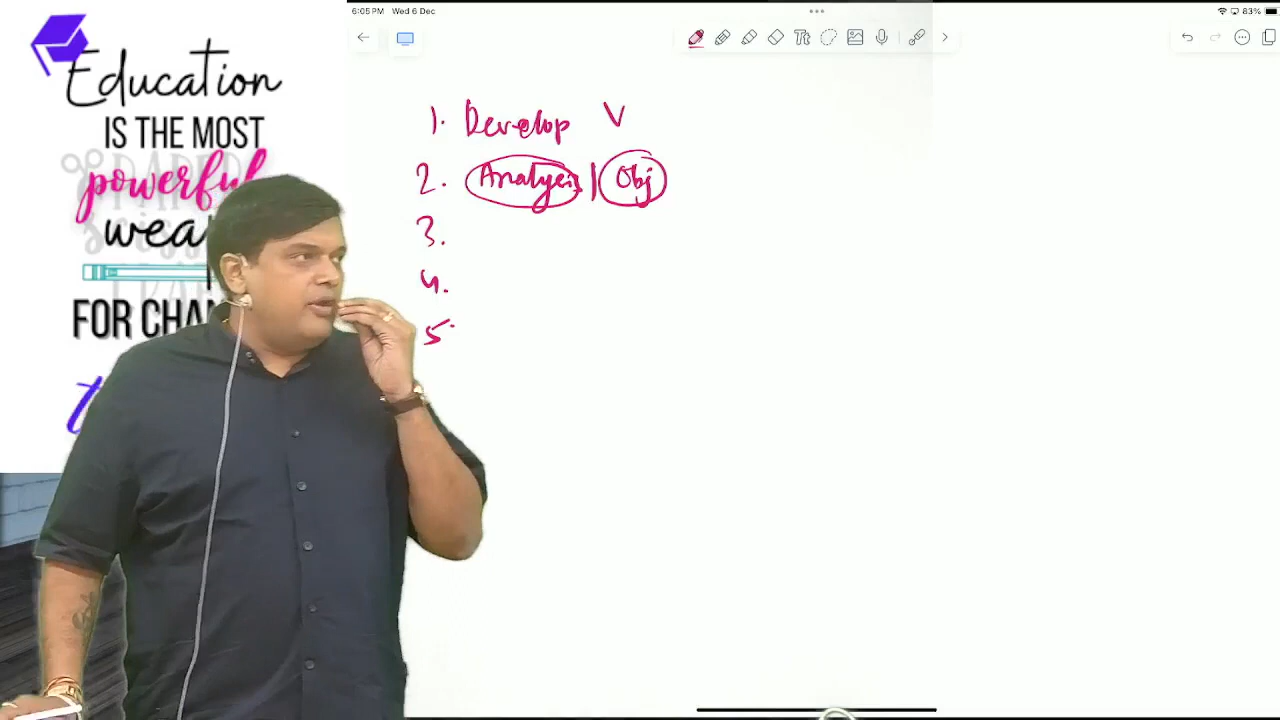 6:05 PM Wed 6 Dec
83%
Education
IS THE MOST
powerful
wea
FOR CHAN
Tt
1. Develop V
2. Analysis | Obj
3.
4.
5.